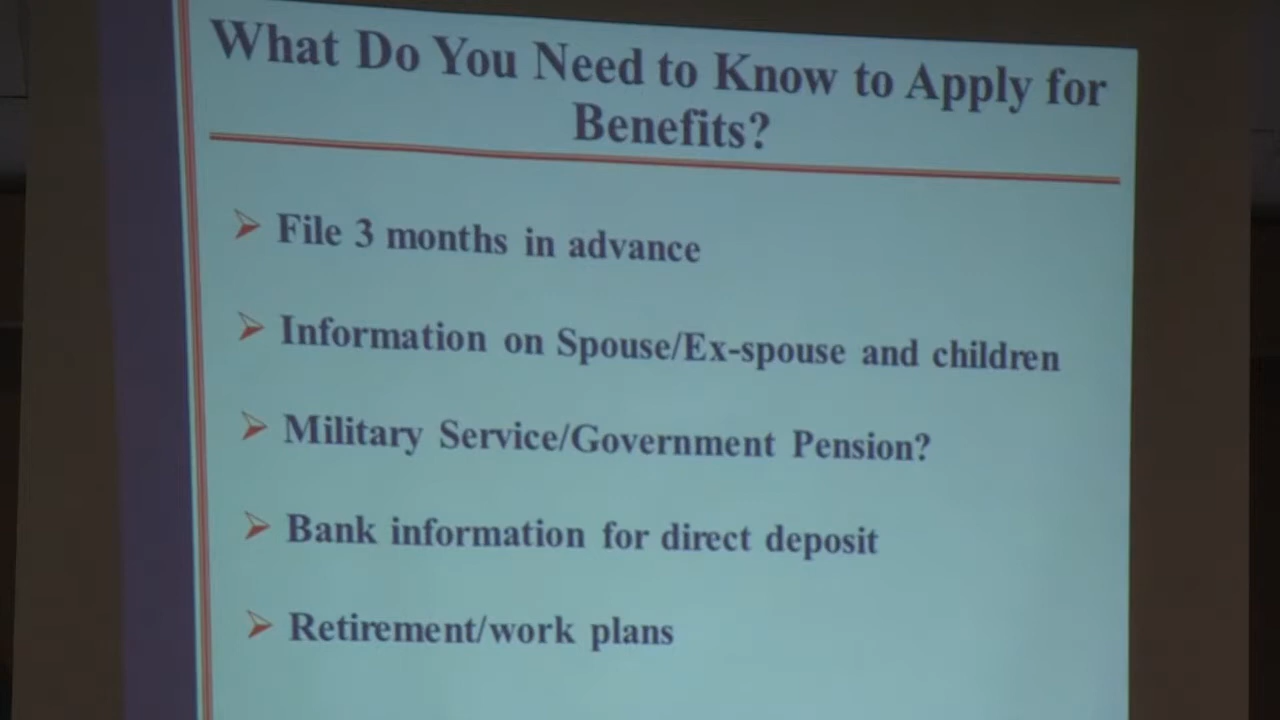 What Do You Need to Know to Apply for
Benefits?
File 3 months in advance
Information on Spouse/Ex-spouse and children
Military Service/Government Pension?
Bank information for direct deposit
Retirement/work plans